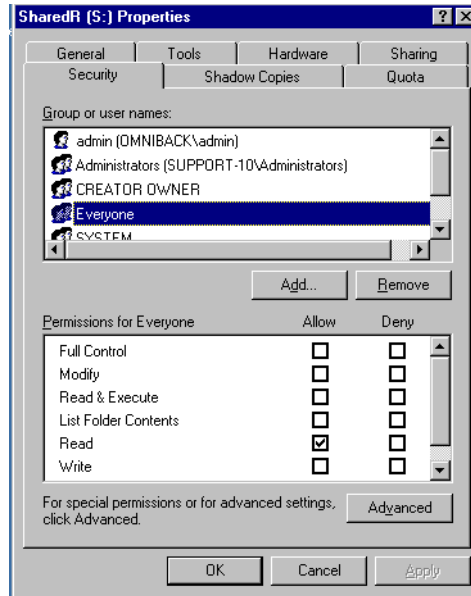 SharedR (S:) Properties ? x
General Tools Hardware Sharing
Security Shadow Copies Quota
Group or user names:
admin (OMNIBACK\admin)
Administrators (SUPPORT-10\Administrators)
CREATOR OWNER
Everyone
SYSTEM
Add... Remove
Permissions for Everyone Allow Deny
Full Control
Modify
Read & Execute
List Folder Contents
Read
Write
For special permissions or for advanced settings,
click Advanced. Advanced
OK Cancel Apply